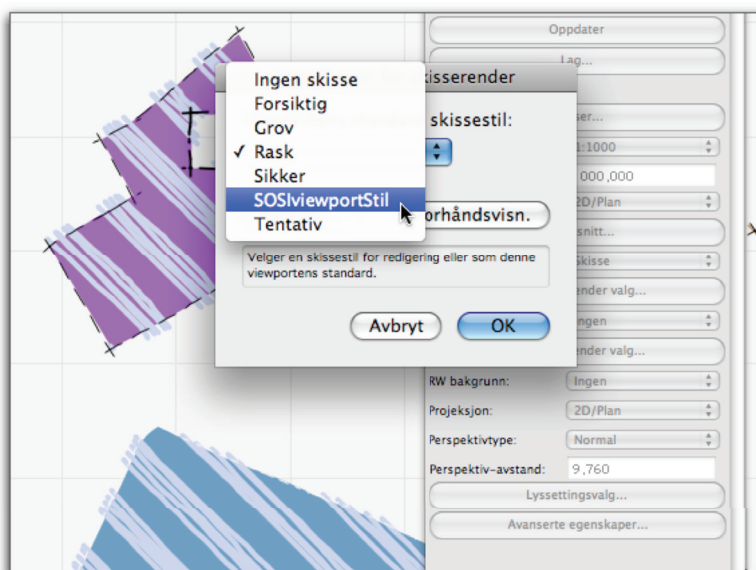 Oppdater
Lag...
skisserender
Ingen skisse
Forsiktig
Grov
✓ Rask
Sikker
SOSIviewportStil
Tentativ
skissestil:
orhåndsvisn.
Velger en skissestil for redigering eller som denne
viewportens standard.
Avbryt
OK
ser...
1:1000
000,000
2D/Plan
snitt...
Skisse
ender valg...
Ingen
ender valg...
RW bakgrunn: Ingen
Projeksjon: 2D/Plan
Perspektivtype: Normal
Perspektiv-avstand: 9,760
Lyssettingsvalg...
Avanserte egenskaper...